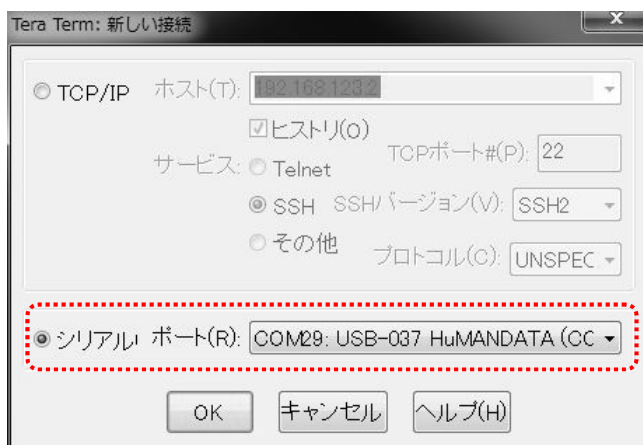 Tera Term: 新しい接続
TCP/IP ホスト(T): 192.168.123.2
ヒストリ(O)
サービス: Telnet TCPポート#(P): 22
SSH SSHバージョン(V): SSH2
その他 プロトコル(C): UNSPEC
シリアル ポート(R): COM29: USB-037 HuMANDATA (CC
OK キャンセル ヘルプ(H)